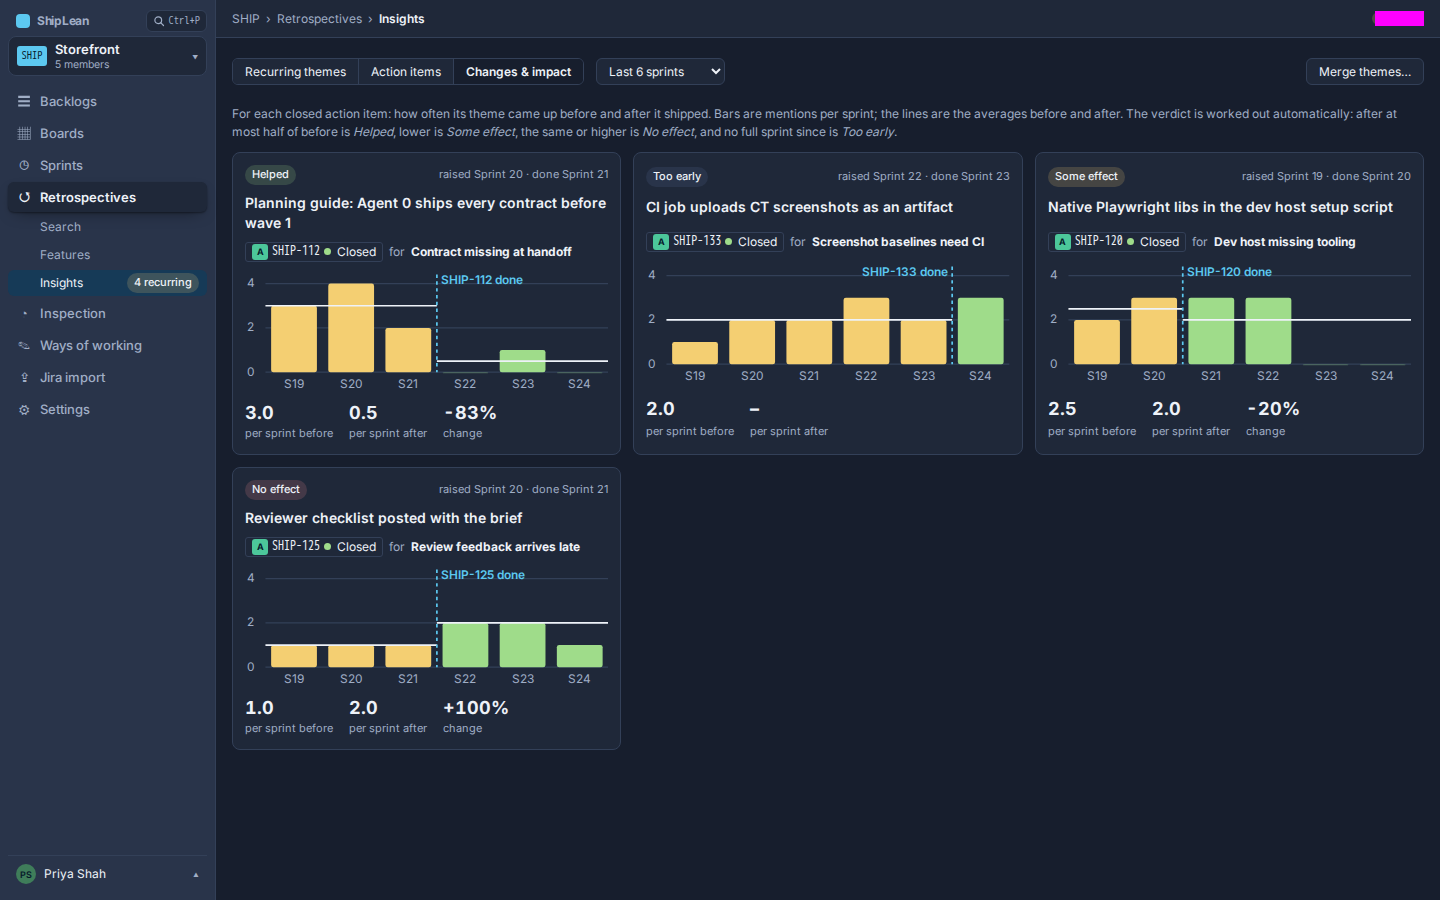 ShipLean
Ctrl+P
SHIP
Storefront
5 members
Backlogs
Boards
Sprints
Retrospectives
Search
Features
Insights
4 recurring
Inspection
Ways of working
Jira import
Settings
PS
Priya Shah
SHIP › Retrospectives › Insights
Recurring themes
Action items
Changes & impact
Last 6 sprints
Merge themes...
For each closed action item: how often its theme came up before and after it shipped. Bars are mentions per sprint; the lines are the averages before and after. The verdict is worked out automatically: after at
most half of before is Helped, lower is Some effect, the same or higher is No effect, and no full sprint since is Too early.
Helped
raised Sprint 20 · done Sprint 21
Planning guide: Agent 0 ships every contract before
wave 1
A SHIP-112 Closed for Contract missing at handoff
SHIP-112 done
4
2
0
S19 S20 S21 S22 S23 S24
3.0 0.5 -83%
per sprint before per sprint after change
Too early
raised Sprint 22 · done Sprint 23
CI job uploads CT screenshots as an artifact
A SHIP-133 Closed for Screenshot baselines need CI
SHIP-133 done
4
2
0
S19 S20 S21 S22 S23 S24
2.0 –
per sprint before per sprint after
Some effect
raised Sprint 19 · done Sprint 20
Native Playwright libs in the dev host setup script
A SHIP-120 Closed for Dev host missing tooling
SHIP-120 done
4
2
0
S19 S20 S21 S22 S23 S24
2.5 2.0 -20%
per sprint before per sprint after change
No effect
raised Sprint 20 · done Sprint 21
Reviewer checklist posted with the brief
A SHIP-125 Closed for Review feedback arrives late
SHIP-125 done
4
2
0
S19 S20 S21 S22 S23 S24
1.0 2.0 +100%
per sprint before per sprint after change